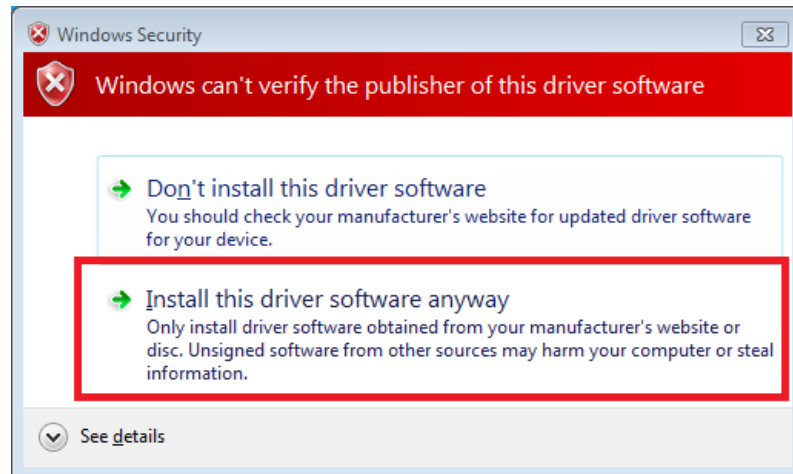 Windows Security
Windows can't verify the publisher of this driver software
Don't install this driver software
You should check your manufacturer's website for updated driver software
for your device.
Install this driver software anyway
Only install driver software obtained from your manufacturer's website or
disc. Unsigned software from other sources may harm your computer or steal
information.
See details